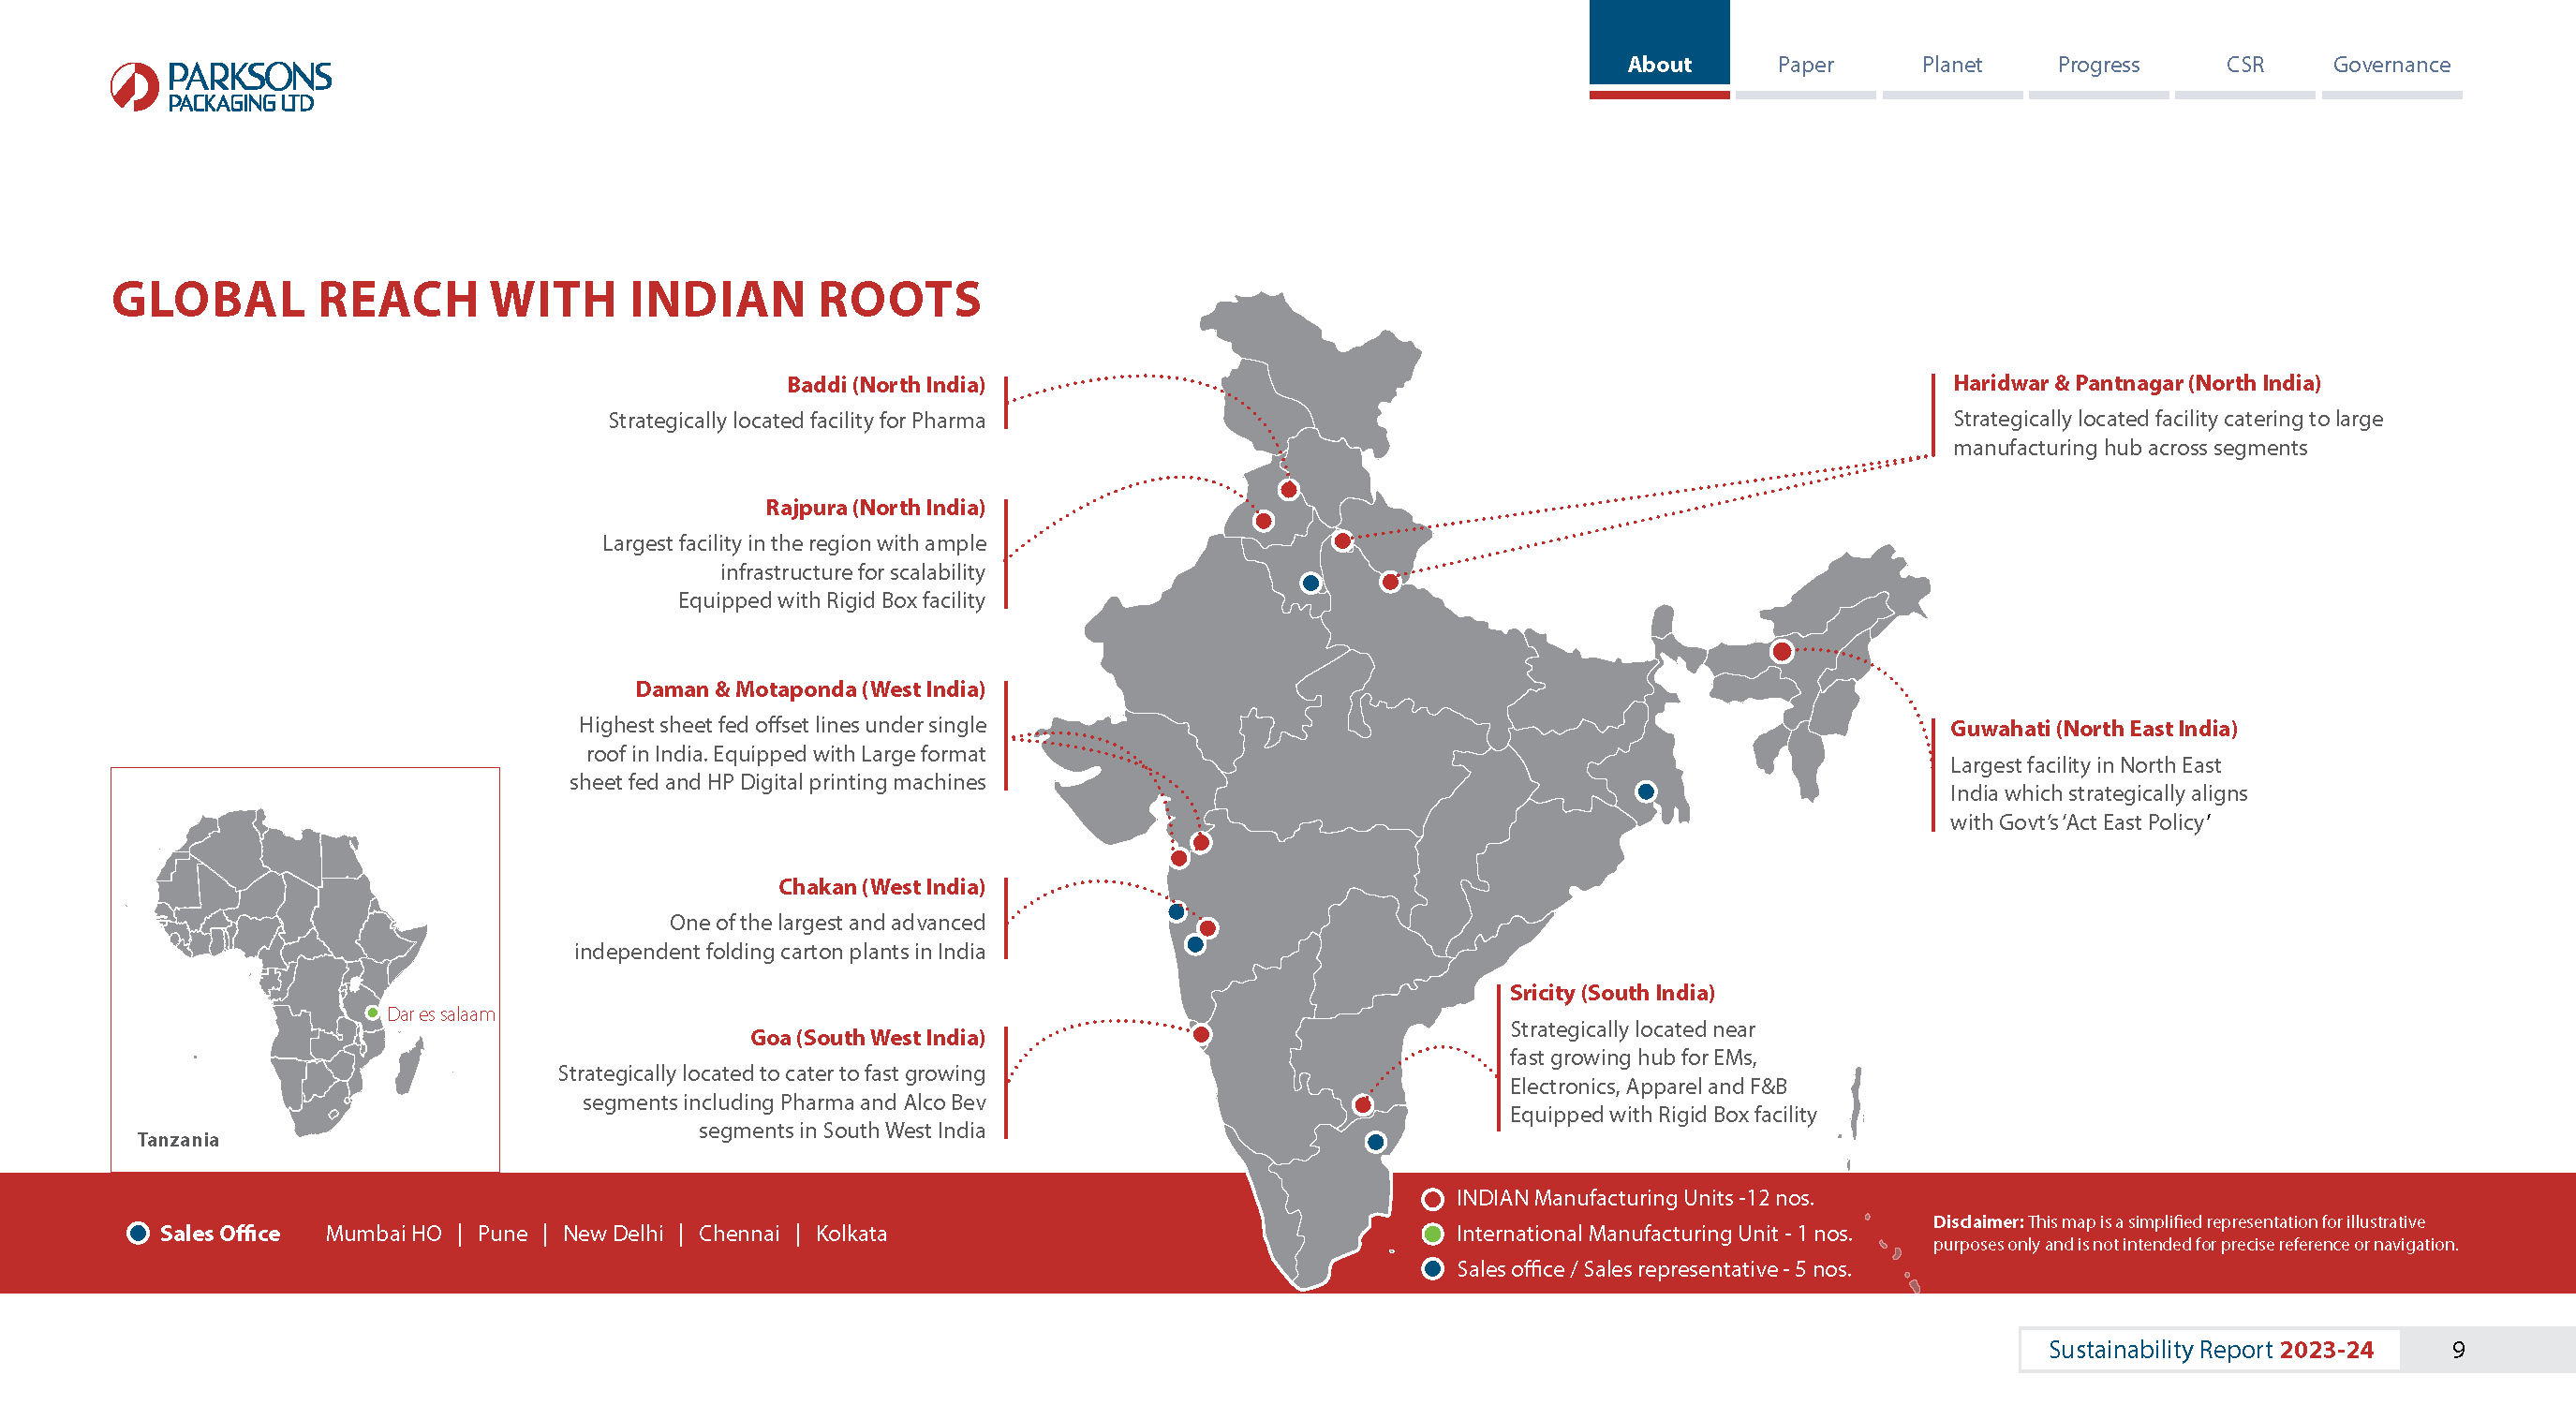 PARKSONS
PACKAGING LTD
About
Paper
Planet
Progress
CSR
Governance
GLOBAL REACH WITH INDIAN ROOTS
Baddi (North India)
Strategically located facility for Pharma
Rajpura (North India)
Largest facility in the region with ample
infrastructure for scalability
Equipped with Rigid Box facility
Daman & Motaponda (West India)
Highest sheet fed offset lines under single
roof in India. Equipped with Large format
sheet fed and HP Digital printing machines
Chakan (West India)
One of the largest and advanced
independent folding carton plants in India
Goa (South West India)
Strategically located to cater to fast growing
segments including Pharma and Alco Bev
segments in South West India
Haridwar & Pantnagar (North India)
Strategically located facility catering to large
manufacturing hub across segments
Guwahati (North East India)
Largest facility in North East
India which strategically aligns
with Govt’s ‘Act East Policy’
Sricity (South India)
Strategically located near
fast growing hub for EMs,
Electronics, Apparel and F&B
Equipped with Rigid Box facility
Dar es salaam
Tanzania
Sales Office Mumbai HO | Pune | New Delhi | Chennai | Kolkata
INDIAN Manufacturing Units -12 nos.
International Manufacturing Unit - 1 nos.
Sales office / Sales representative - 5 nos.
Disclaimer: This map is a simplified representation for illustrative
purposes only and is not intended for precise reference or navigation.
Sustainability Report 2023-24
9